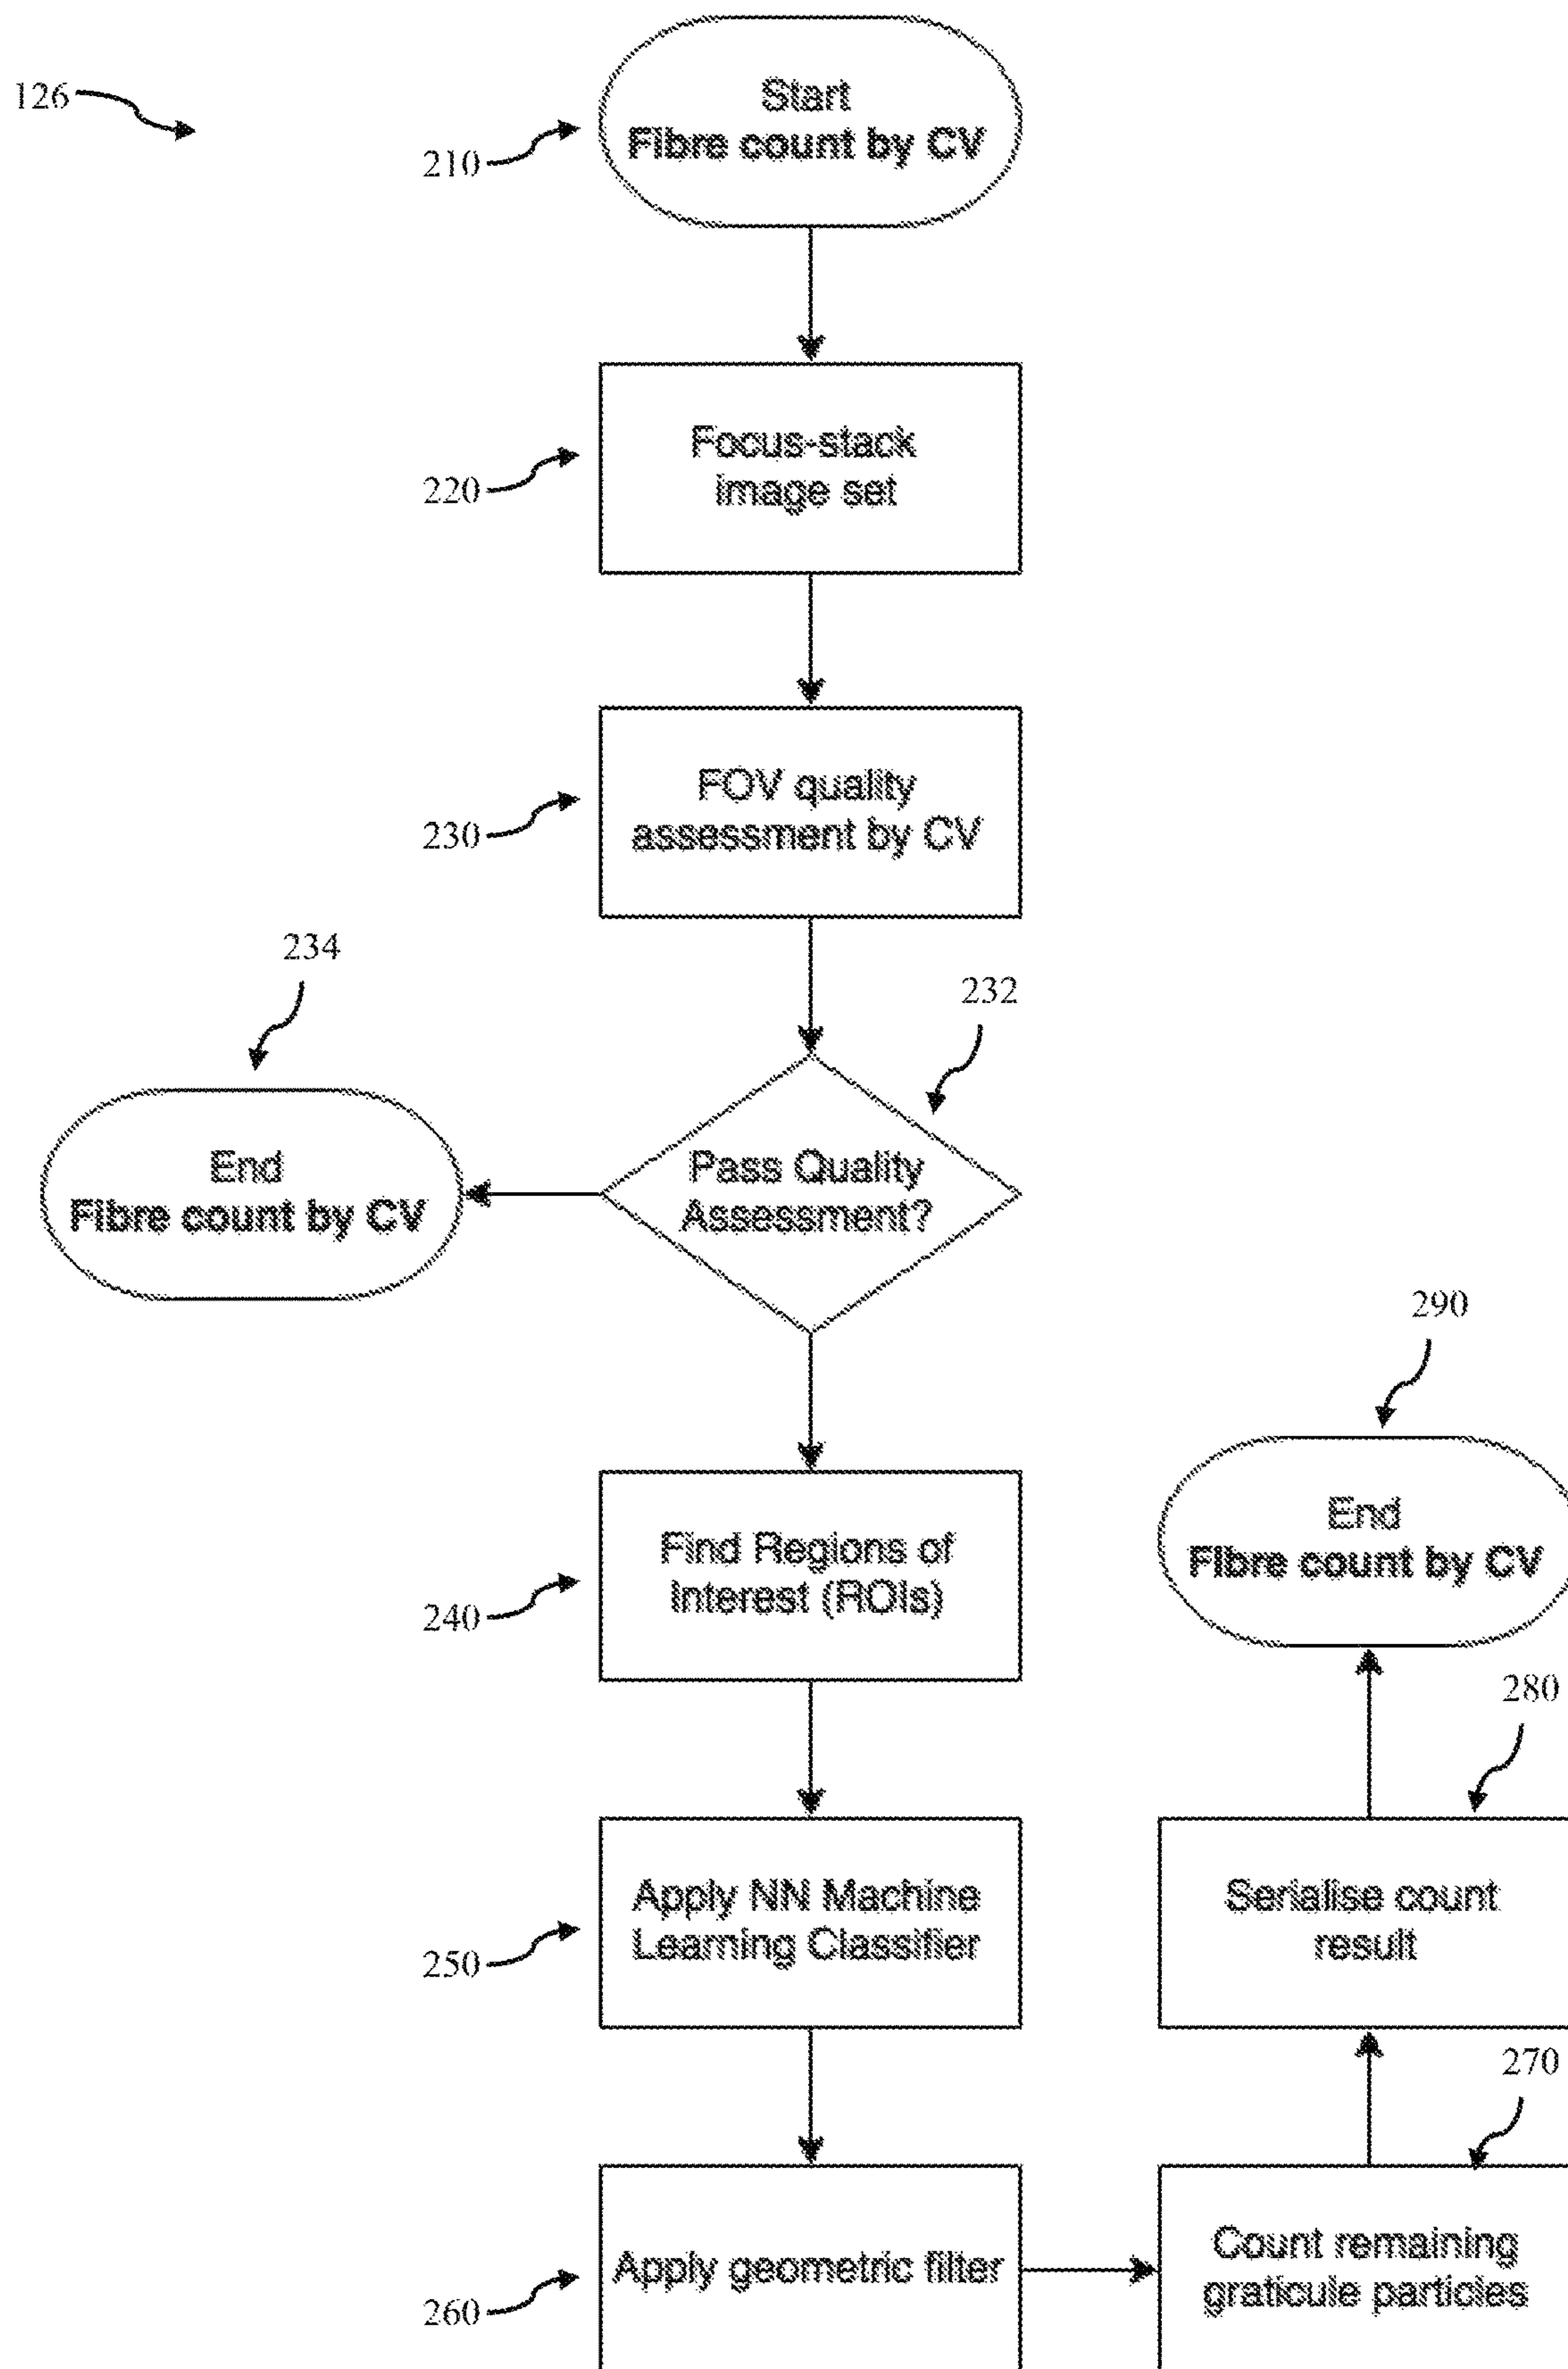 126
210
Start
Fibre count by CV
220
Focus-stack
image set
230
FOV quality
assessment by CV
234
232
End
Fibre count by CV
Pass Quality
Assessment?
290
240
Find Regions of
Interest (ROIs)
End
Fibre count by CV
280
250
Apply NN Machine
Learning Classifier
Serialise count
result
270
260
Apply geometric filter
Count remaining
graticule particles